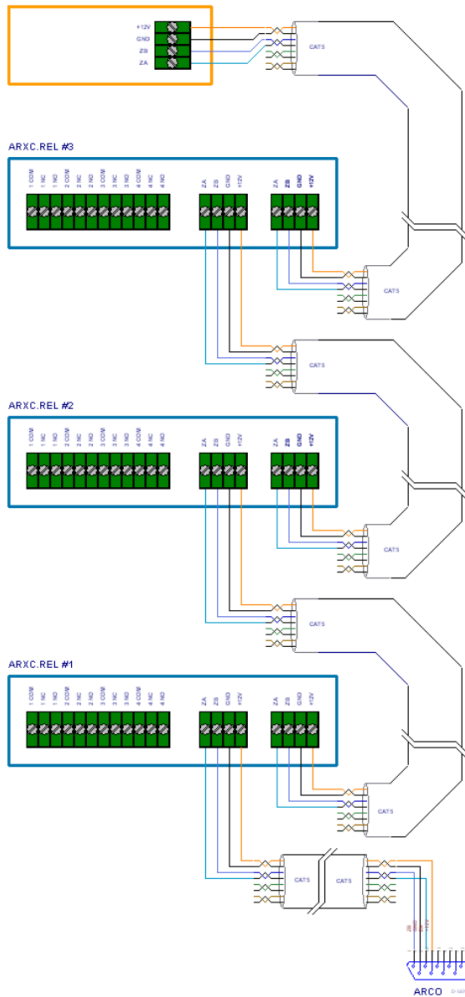 +12V
GND
ZB
ZA
CAT5
ARXC.REL #3
1 COM
1 NC
1 NO
2 COM
2 NC
2 NO
3 COM
3 NC
3 NO
4 COM
4 NC
4 NO
ZA
ZB
GND
+12V
ZA
ZB
GND
+12V
CAT5
CAT5
ARXC.REL #2
1 COM
1 NC
1 NO
2 COM
2 NC
2 NO
3 COM
3 NC
3 NO
4 COM
4 NC
4 NO
ZA
ZB
GND
+12V
ZA
ZB
GND
+12V
CAT5
CAT5
ARXC.REL #1
1 COM
1 NC
1 NO
2 COM
2 NC
2 NO
3 COM
3 NC
3 NO
4 COM
4 NC
4 NO
ZA
ZB
GND
+12V
ZA
ZB
GND
+12V
CAT5
CAT5
CAT5
ZB
GND
ZA
+12V
ARCO